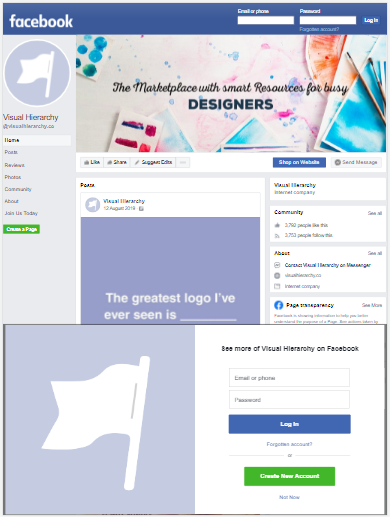 facebook
Email or phone
Password
Log In
Forgotten account?
The Marketplace with smart Resources for busy
DESIGNERS
Visual Hierarchy
@visualhierarchy.co
Home
Posts
Reviews
Photos
Community
About
Join Us Today
Create a Page
Like
Share
Suggest Edits
Shop on Website
Send Message
Posts
Visual Hierarchy
12 August 2019
The greatest logo I've
ever seen is ________
Visual Hierarchy
Internet company
Community
See all
3,792 people like this
3,753 people follow this
About
See all
Contact Visual Hierarchy on Messenger
visualhierarchy.co
Internet company
Page transparency
See More
Facebook is showing information to help you better
understand the purpose of a Page. See actions taken by
See more of Visual Hierarchy on Facebook
Email or phone
Password
Log In
Forgotten account?
or
Create New Account
Not Now